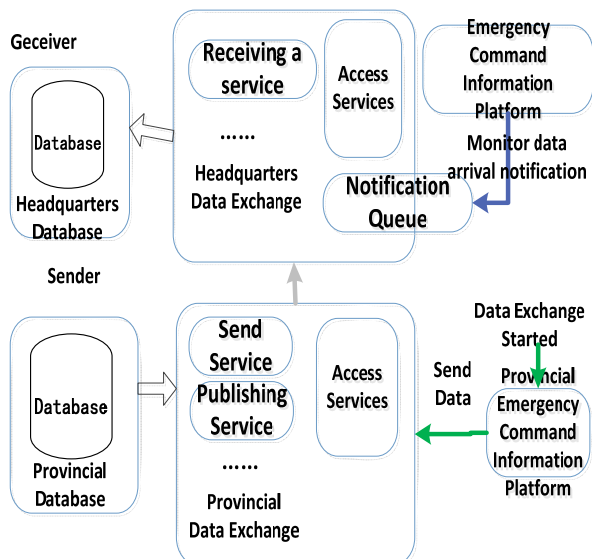 Geceiver
Database
Headquarters
Database
Receiving a
service
……
Headquarters
Data Exchange
Access
Services
Notification
Queue
Emergency
Command
Information
Platform
Monitor data
arrival notification
Sender
Database
Provincial
Database
Send
Service
Publishing
Service
……
Provincial
Data Exchange
Access
Services
Send
Data
Data Exchange
Started
Provincial
Emergency
Command
Information
Platform